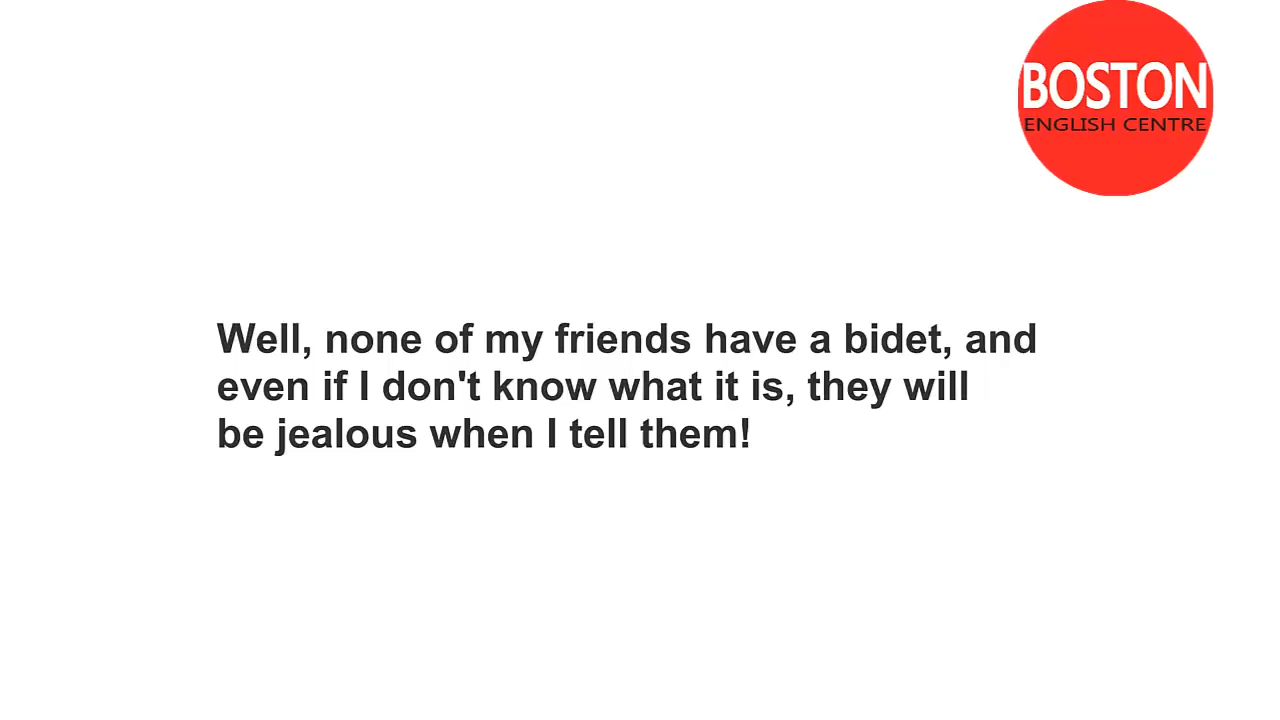 BOSTON
ENGLISH CENTRE
Well, none of my friends have a bidet, and
even if I don't know what it is, they will
be jealous when I tell them!